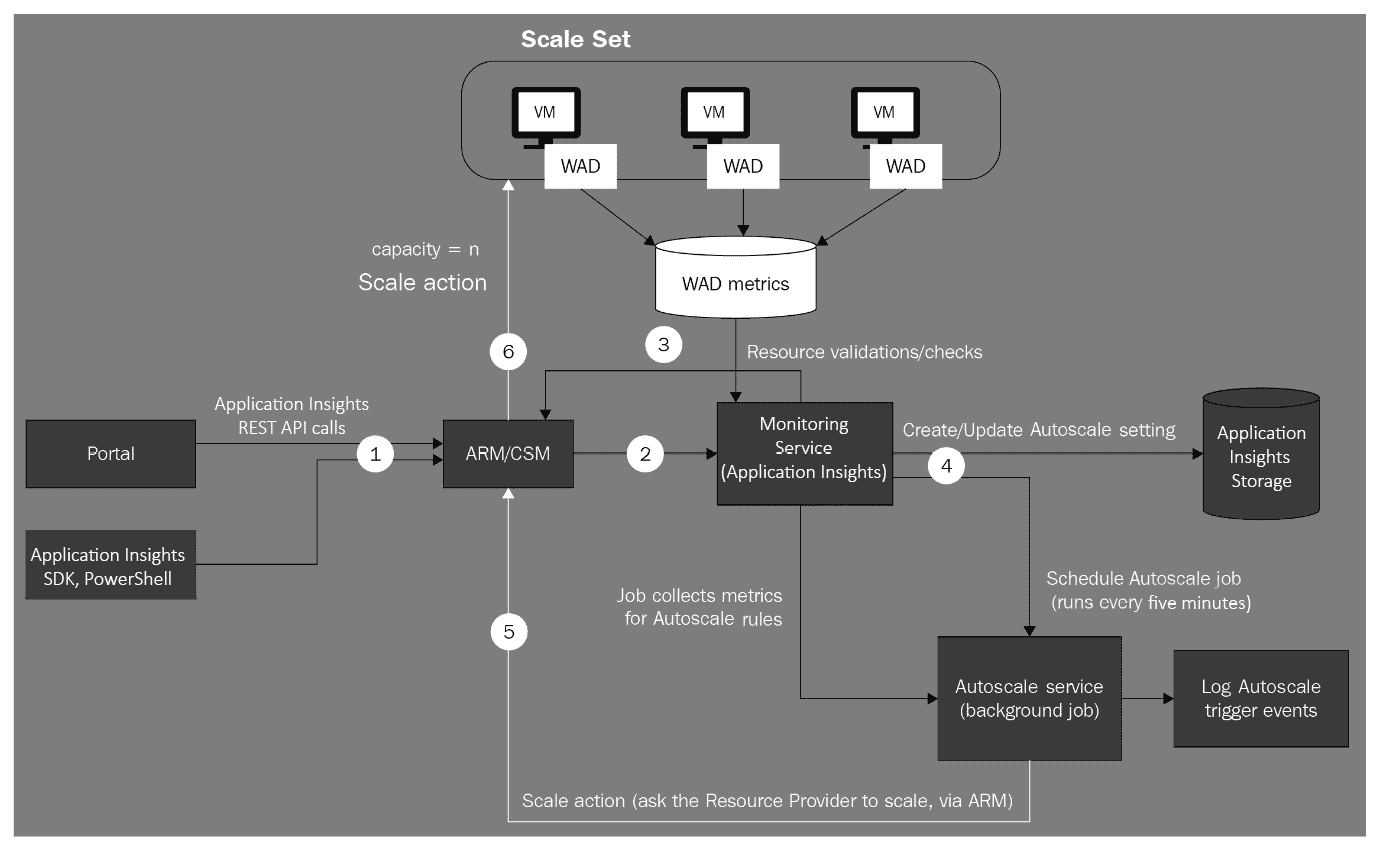 Scale Set
VM
VM
VM
WAD
WAD
WAD
capacity = n
Scale action
WAD metrics
6
3
Resource validations/checks
Application Insights
REST API calls
Portal
1
ARM/CSM
2
Monitoring
Service
(Application Insights)
Create/Update Autoscale setting
4
Application
Insights
Storage
Application Insights
SDK, PowerShell
Job collects metrics
for Autoscale rules
Schedule Autoscale job
(runs every five minutes)
5
Autoscale service
(background job)
Log Autoscale
trigger events
Scale action (ask the Resource Provider to scale, via ARM)